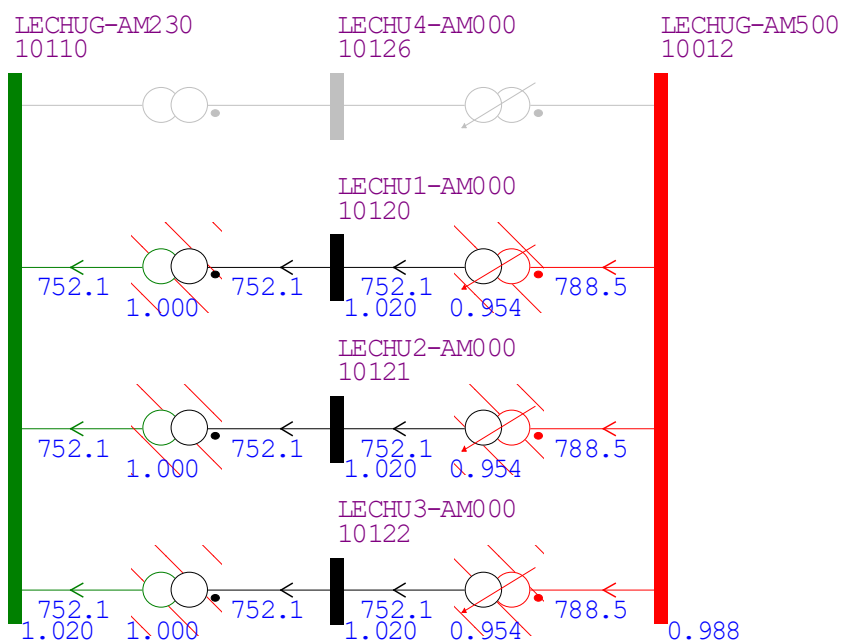 LECHUG-AM230 LECHU4-AM000 LECHUG-AM500
10110 10126 10012
LECHU1-AM000
10120
752.1 752.1 752.1 788.5
1.000 1.020 0.954
LECHU2-AM000
10121
752.1 752.1 752.1 788.5
1.000 1.020 0.954
LECHU3-AM000
10122
752.1 752.1 752.1 788.5
1.020 1.000 1.020 0.954 0.988